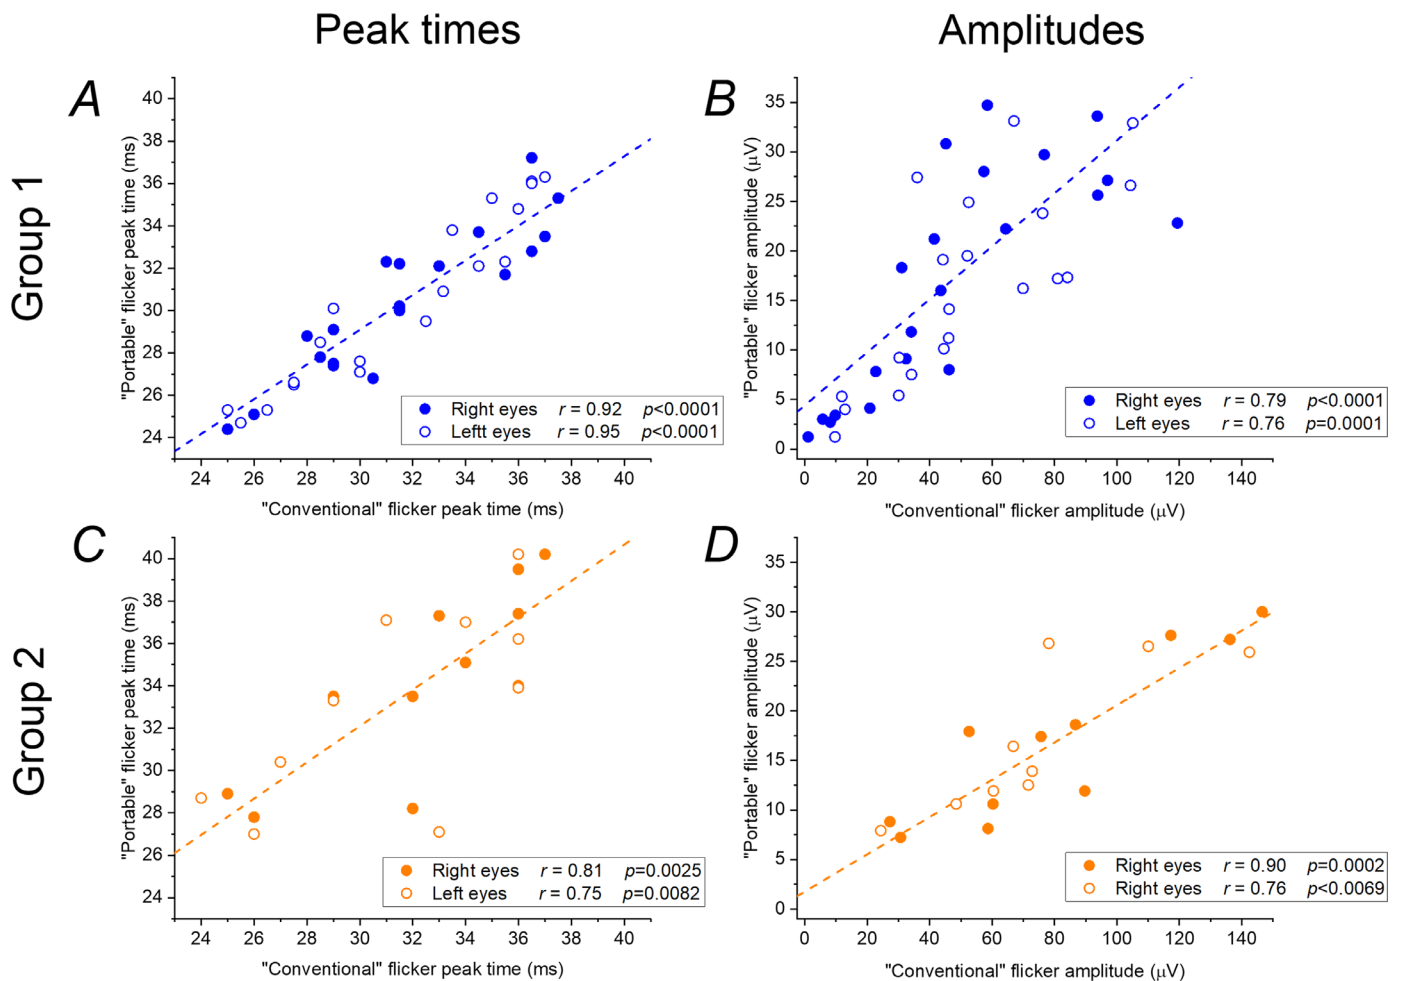 Peak times
Amplitudes
Group 1
A
"Portable" flicker peak time (ms)
40
38
36
34
32
30
28
26
24
Right eyes r = 0.92 p<0.0001
Leftt eyes r = 0.95 p<0.0001
24 26 28 30 32 34 36 38 40
"Conventional" flicker peak time (ms)
B
"Portable" flicker amplitude (μV)
35
30
25
20
15
10
5
0
Right eyes r = 0.79 p<0.0001
Left eyes r = 0.76 p=0.0001
0 20 40 60 80 100 120 140
"Conventional" flicker amplitude (μV)
Group 2
C
"Portable" flicker peak time (ms)
40
38
36
34
32
30
28
26
24
Right eyes r = 0.81 p=0.0025
Left eyes r = 0.75 p=0.0082
24 26 28 30 32 34 36 38 40
"Conventional" flicker peak time (ms)
D
"Portable" flicker amplitude (μV)
35
30
25
20
15
10
5
0
Right eyes r = 0.90 p=0.0002
Right eyes r = 0.76 p<0.0069
0 20 40 60 80 100 120 140
"Conventional" flicker amplitude (μV)